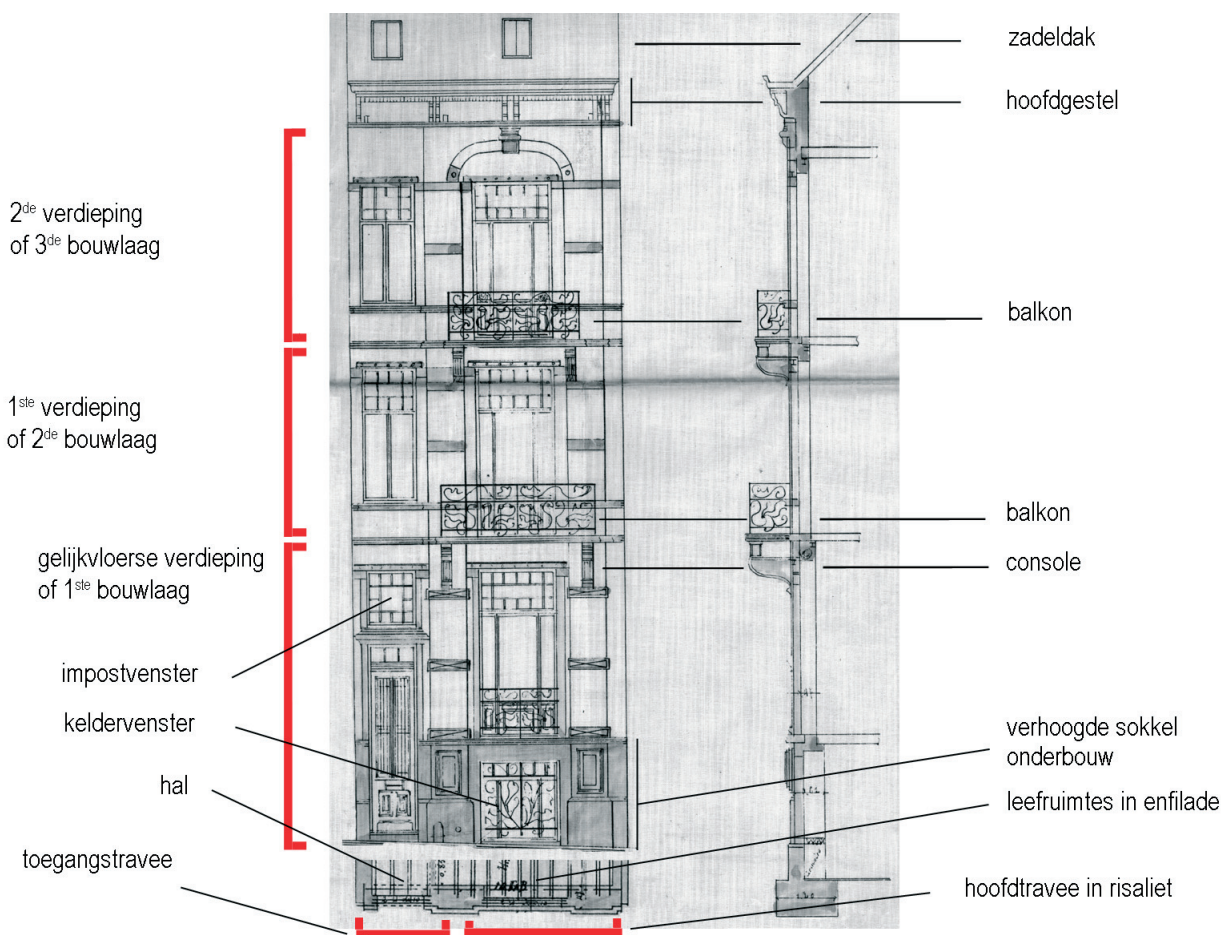 zadeldak
hoofdgestel
2de verdieping
of 3de bouwlaag
balkon
1ste verdieping
of 2de bouwlaag
balkon
gelijkvloerse verdieping
of 1ste bouwlaag
console
impostvenster
keldervenster
verhoogde sokkel
onderbouw
hal
leefruimtes in enfilade
toegangstravee
hoofdtravee in risaliet